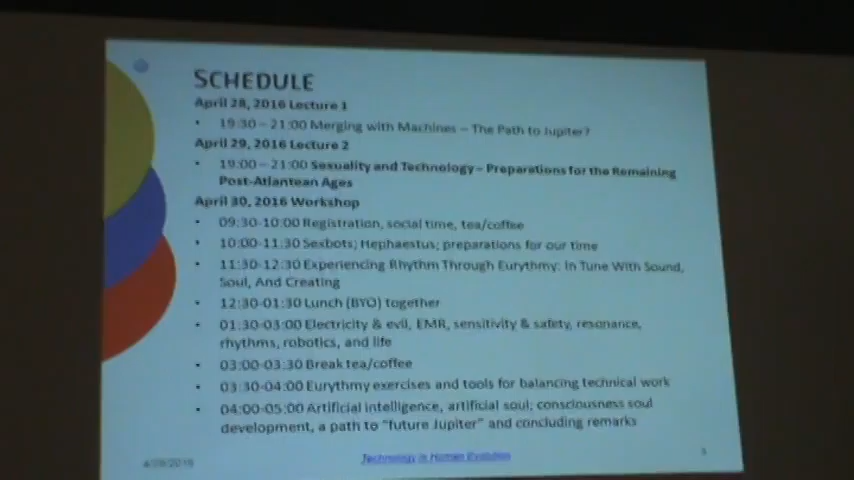 SCHEDULE
April 28, 2016 Lecture 1
• 19:30 – 21:00 Merging with Machines – The Path to Jupiter?
April 29, 2016 Lecture 2
• 19:00 – 21:00 Sexuality and Technology – Preparations for the Remaining
Post-Atlantean Ages
April 30, 2016 Workshop
• 09:30-10:00 Registration, social time, tea/coffee
• 10:00-11:30 Sexbots; Hephaestus; preparations for our time
• 11:30-12:30 Experiencing Rhythm Through Eurythmy: In Tune With Sound,
Soul, And Creating
• 12:30-01:30 Lunch (BYO) together
• 01:30-03:00 Electricity & evil, EMR, sensitivity & safety, resonance,
rhythms, robotics, and life
• 03:00-03:30 Break tea/coffee
• 03:30-04:00 Eurythmy exercises and tools for balancing technical work
• 04:00-05:00 Artificial intelligence, artificial soul; consciousness soul
development, a path to "future Jupiter" and concluding remarks
Technology in Human Evolution